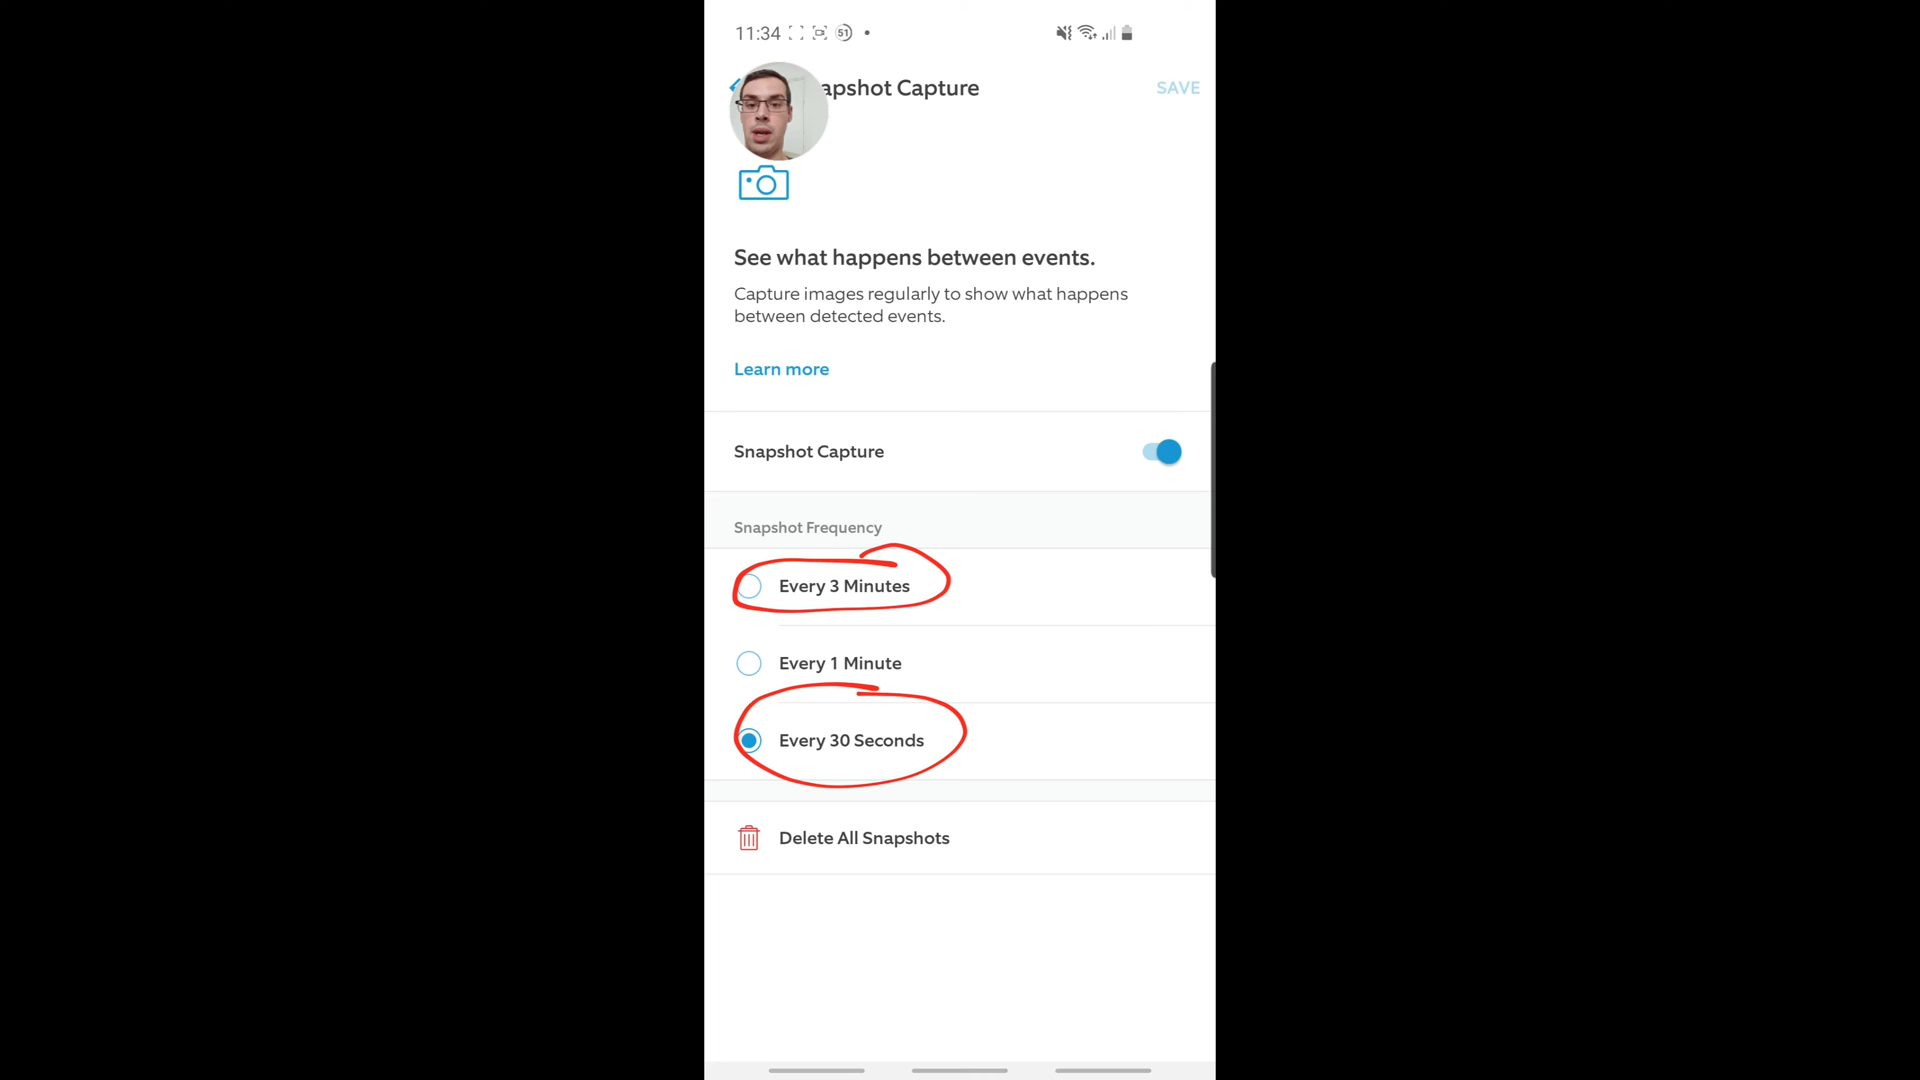 11:34 51
apshot Capture
SAVE
See what happens between events.
Capture images regularly to show what happens
between detected events.
Learn more
Snapshot Capture
Snapshot Frequency
Every 3 Minutes
Every 1 Minute
Every 30 Seconds
Delete All Snapshots